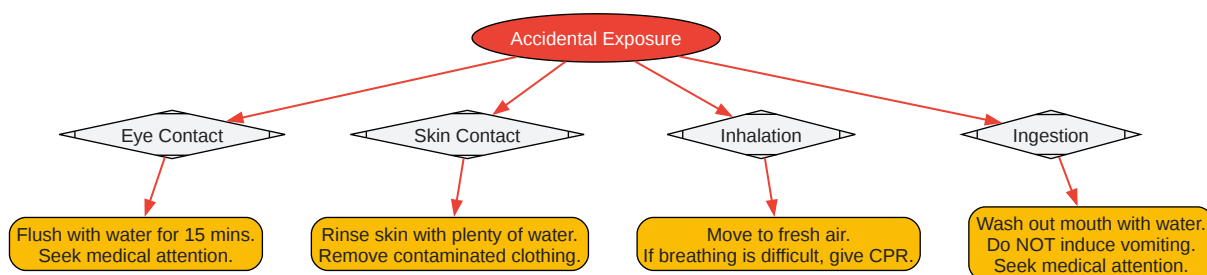 Accidental Exposure
Eye Contact
Skin Contact
Inhalation
Ingestion
Flush with water for 15 mins.
Seek medical attention.
Rinse skin with plenty of water.
Remove contaminated clothing.
Move to fresh air.
If breathing is difficult, give CPR.
Wash out mouth with water.
Do NOT induce vomiting.
Seek medical attention.